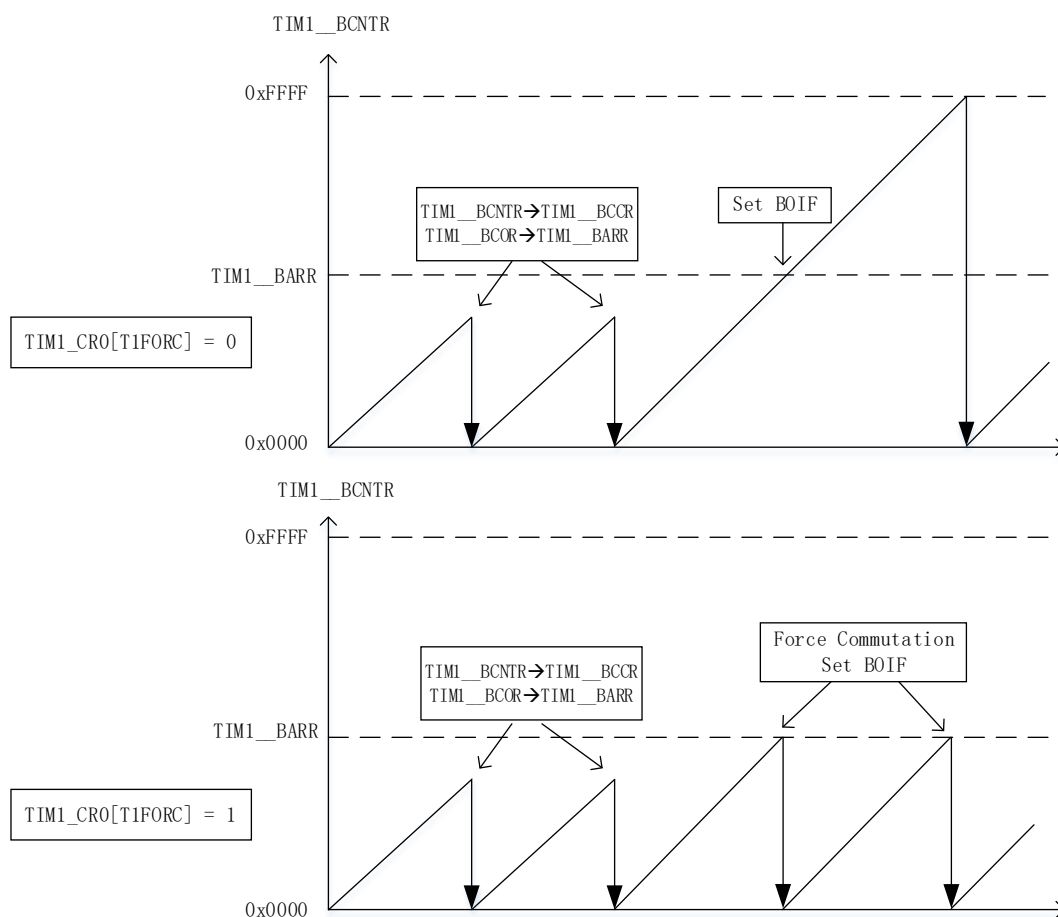 TIM1__BCNTR
0xFFFF
TIM1__BCNTR→TIM1__BCCR
TIM1__BCOR→TIM1__BARR
Set BOIF
TIM1__BARR
TIM1_CR0[T1FORC] = 0
0x0000
TIM1__BCNTR
0xFFFF
Force Commutation
Set BOIF
TIM1__BCNTR→TIM1__BCCR
TIM1__BCOR→TIM1__BARR
TIM1__BARR
TIM1_CR0[T1FORC] = 1
0x0000